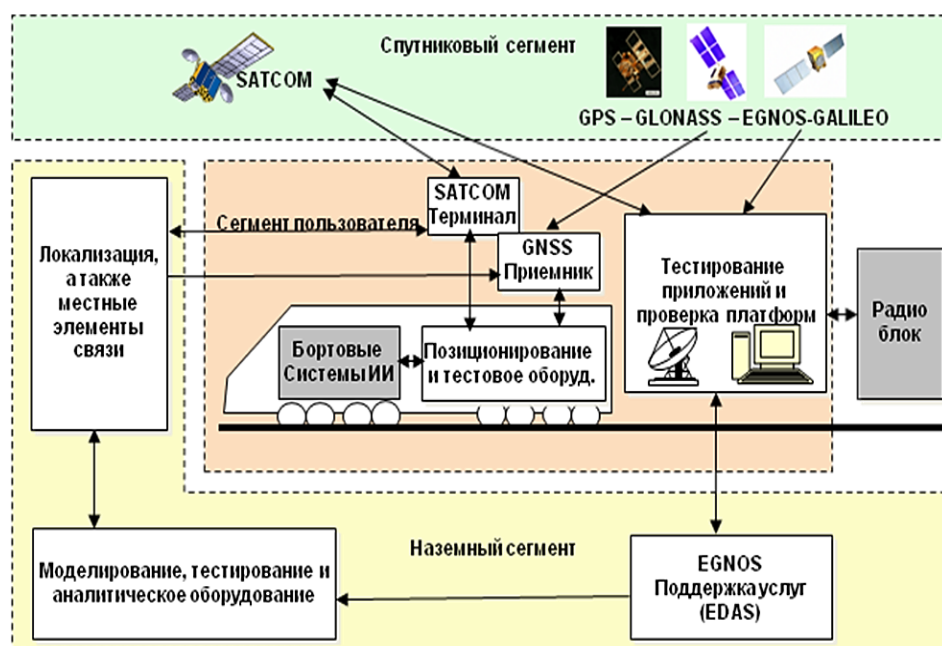 Спутниковый сегмент
SATCOM
GPS – GLONASS – EGNOS-GALILEO
SATCOM
Терминал
Сегмент пользователя
GNSS
Приемник
Локализация,
а также
местные
элементы
связи
Тестирование
приложений и
проверка платформ
Радио
блок
Бортовые
Системы ИИ
Позиционирование
и тестовое оборуд.
Наземный сегмент
Моделирование, тестирование и
аналитическое оборудование
EGNOS
Поддержка услуг
(EDAS)